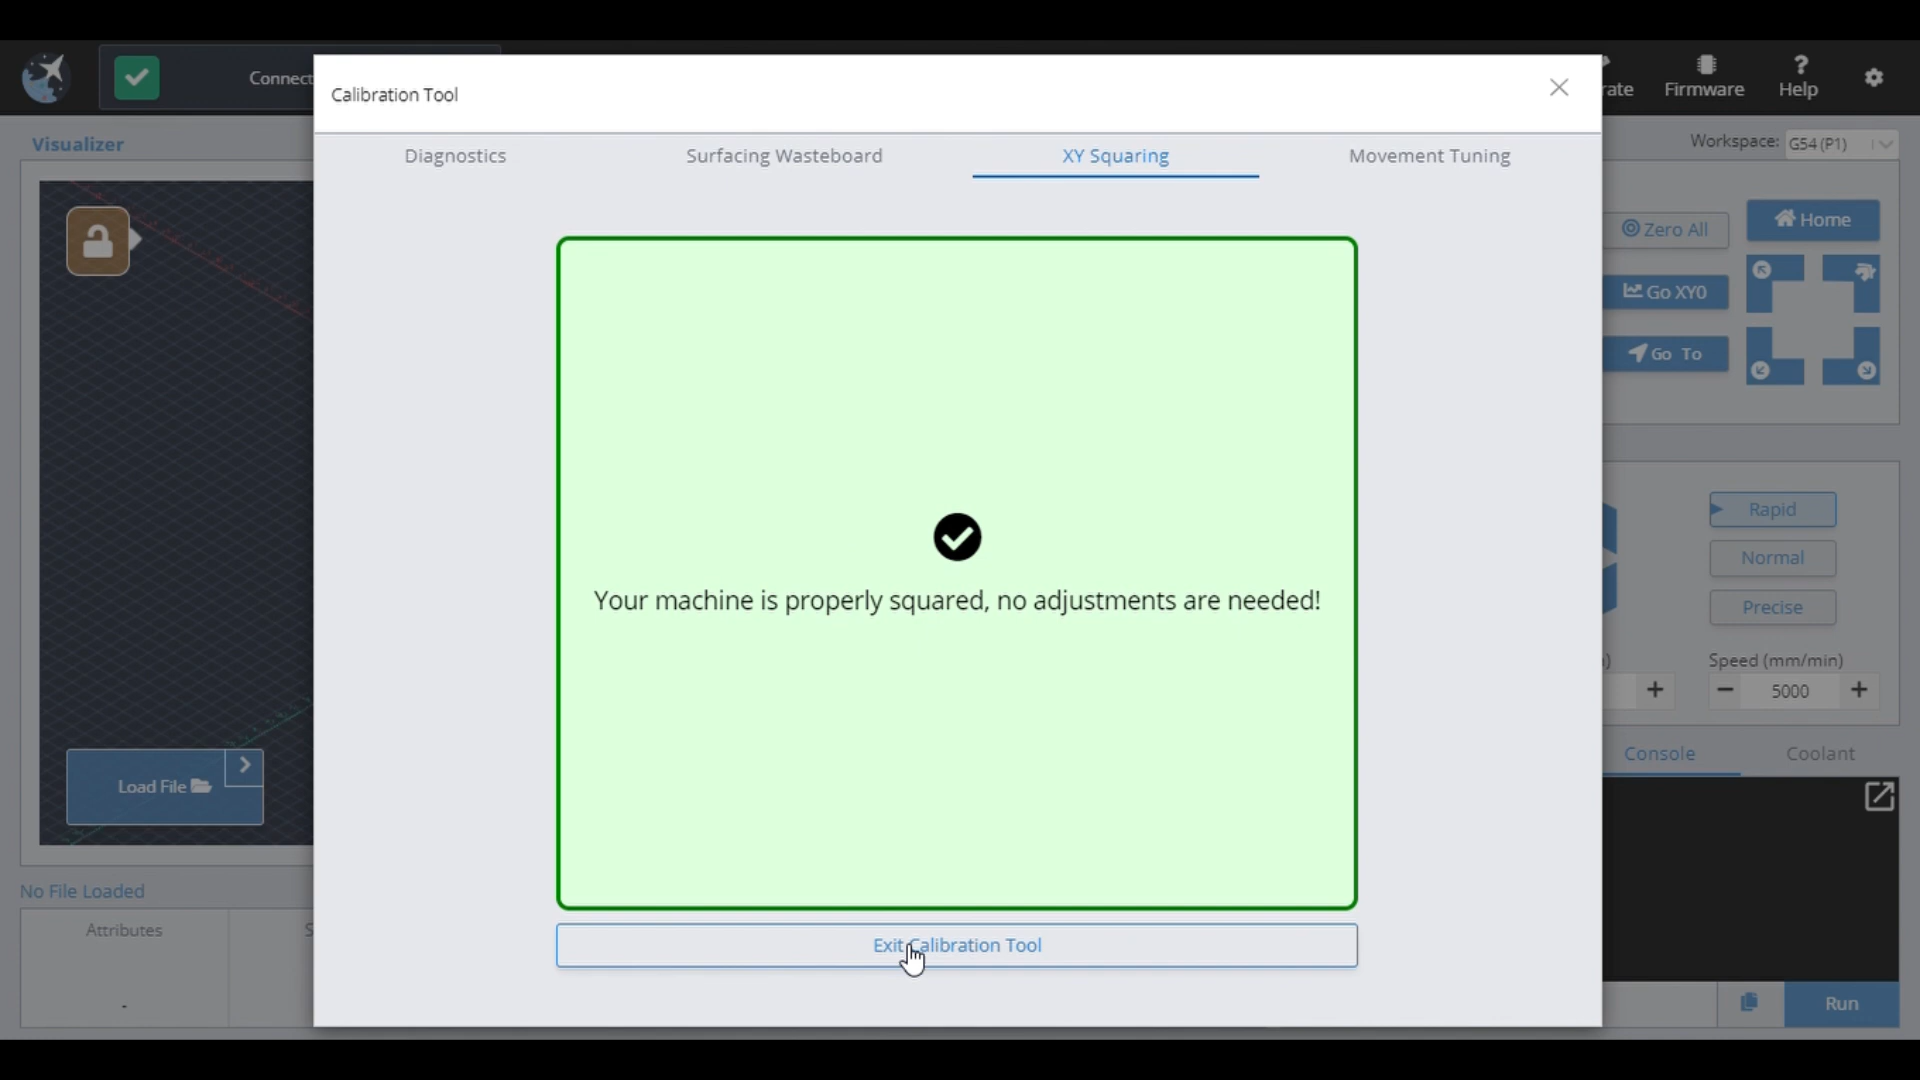 Connect
Calibration Tool
rate
Firmware
Help
Visualizer
Diagnostics
Surfacing Wasteboard
XY Squaring
Movement Tuning
Workspace:
G54 (P1)
Zero All
Home
Go XY0
Go To
Your machine is properly squared, no adjustments are needed!
Rapid
Normal
Precise
Speed (mm/min)
5000
Load File
Console
Coolant
No File Loaded
Attributes
-
Exit Calibration Tool
Run